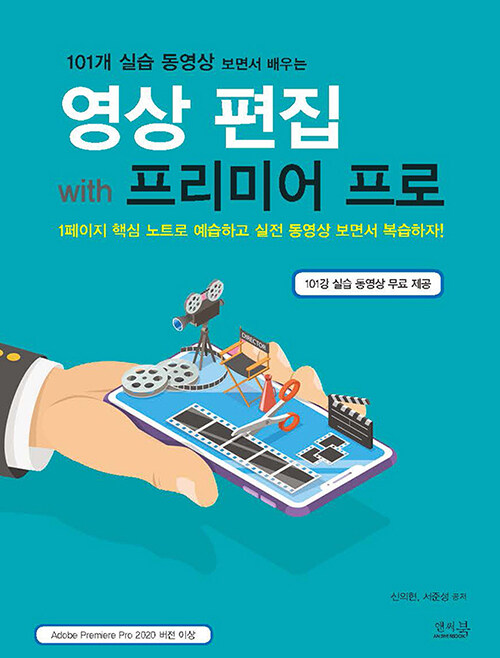 101개 실습 동영상 보면서 배우는
영상 편집
with 프리미어 프로
1페이지 핵심 노트로 예습하고 실전 동영상 보면서 복습하자!
101강 실습 동영상 무료 제공
DIRECTOR
신의헌, 서준성 공저
앤써북
ANSWERBOOK
Adobe Premiere Pro 2020 버전 이상